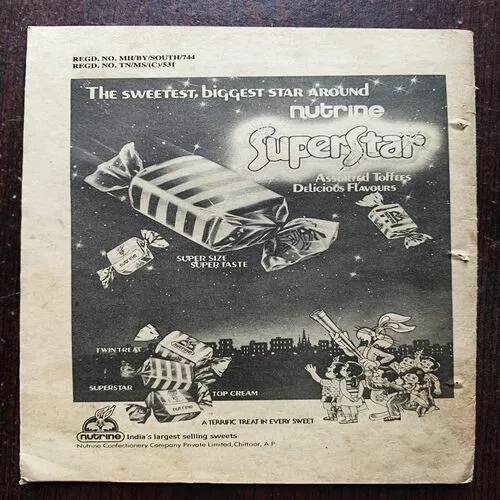 REGD. NO. MH/BY/SOUTH/744
REGD. NO. TN/MS/(C)/531
THE SWEETEST, BIGGEST STAR AROUND
nutrine
SuperStar
Assorted Toffees
Delicious Flavours
SUPER SIZE
SUPER TASTE
nutrine
TWIN TREAT
SUPERSTAR
TOP CREAM
nutrine
A TERRIFIC TREAT IN EVERY SWEET
nutrine India's largest selling sweets
Nutrine Confectionery Company Private Limited, Chittoor, A.P.